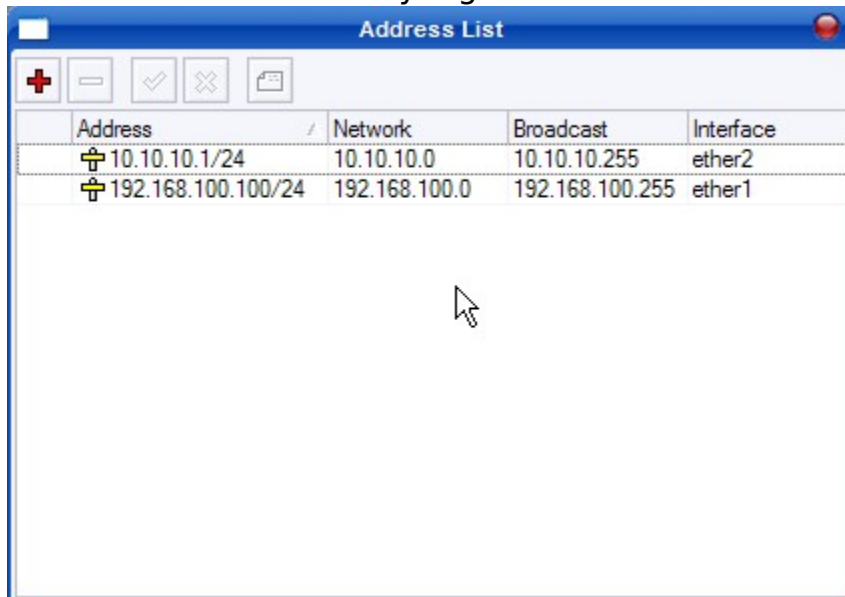 Address List
Address / Network Broadcast Interface
10.10.10.1/24 10.10.10.0 10.10.10.255 ether2
192.168.100.100/24 192.168.100.0 192.168.100.255 ether1